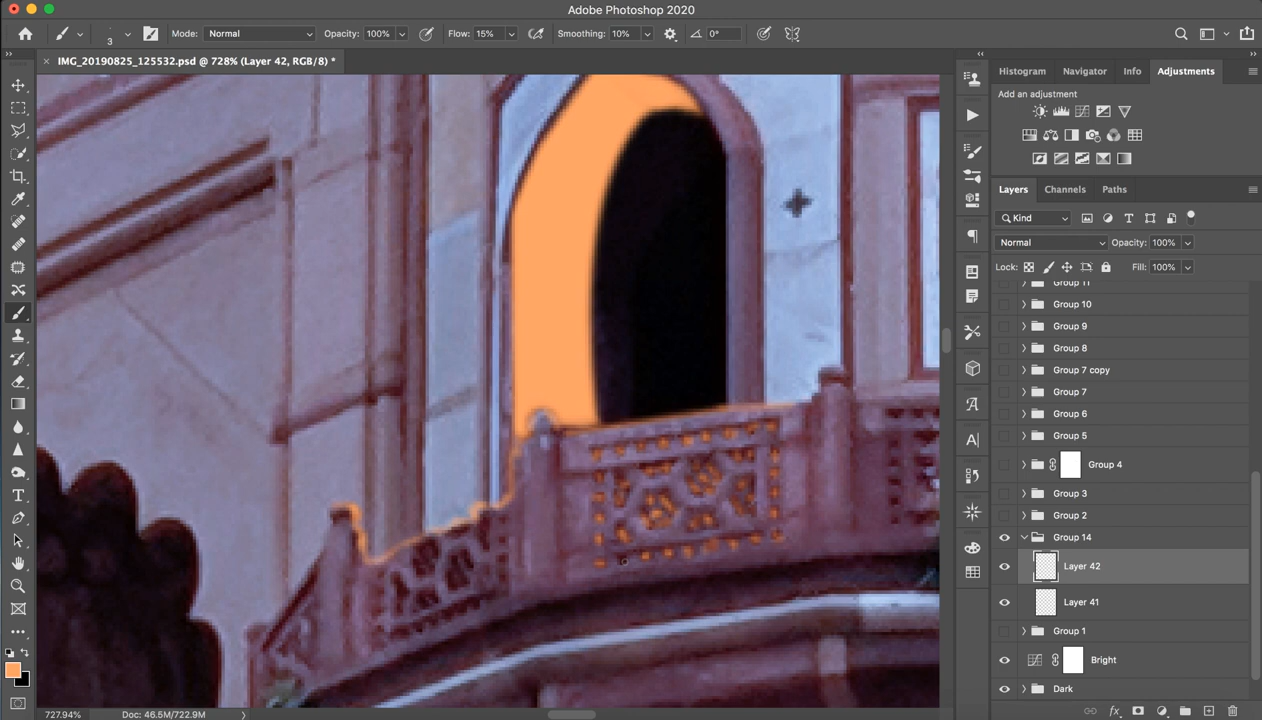 Adobe Photoshop 2020
3 Mode: Normal Opacity: 100% Flow: 15% Smoothing: 10% 0°
IMG_20190825_125532.psd @ 728% (Layer 42, RGB/8) *
Histogram Navigator Info Adjustments
Add an adjustment
Layers Channels Paths
Kind
Normal Opacity: 100%
Lock: Fill: 100%
Group 11
Group 10
Group 9
Group 8
Group 7 copy
Group 7
Group 6
Group 5
Group 4
Group 3
Group 2
Group 14
Layer 42
Layer 41
Group 1
Bright
Dark
727.94% Doc: 46.5M/722.9M